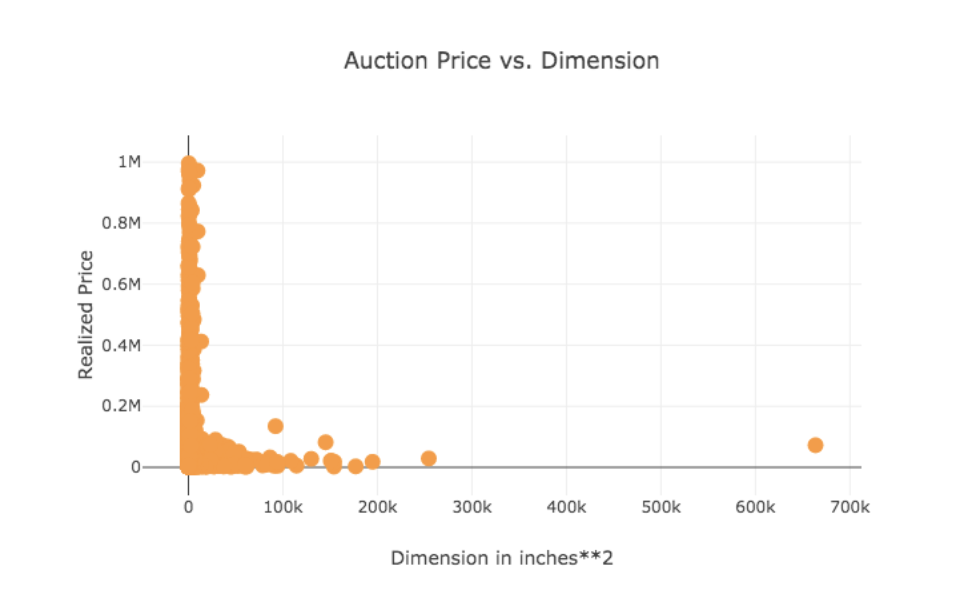 Auction Price vs. Dimension
Realized Price
1M
0.8M
0.6M
0.4M
0.2M
0
0 100k 200k 300k 400k 500k 600k 700k
Dimension in inches**2